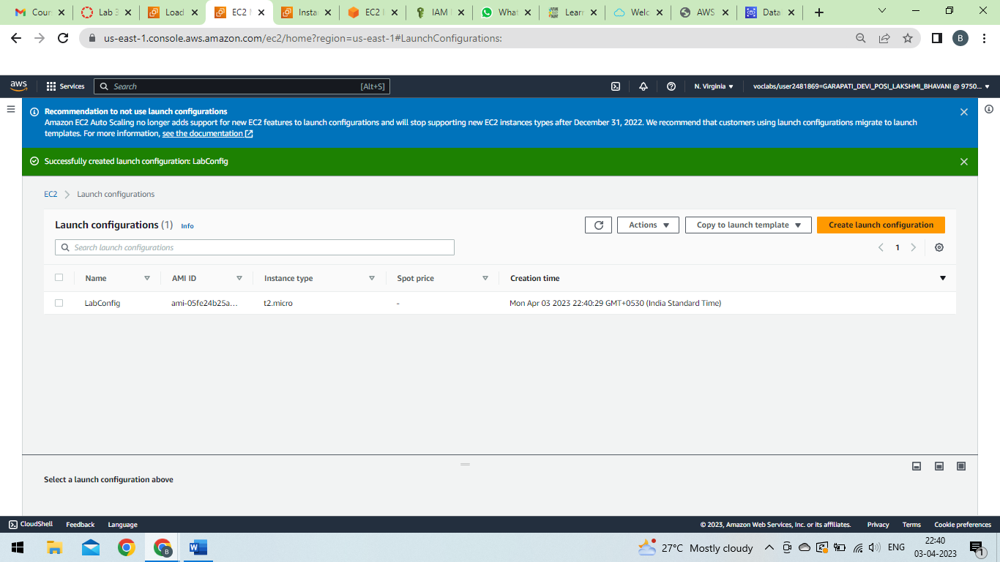 Cour
Lab 3
Load
EC2
Insta
EC2
IAM
What
Learn
Welc
AWS
Data
us-east-1.console.aws.amazon.com/ec2/home?region=us-east-1#LaunchConfigurations:
B
aws
Services
Search
[Alt+S]
N. Virginia
voclabs/user2481869=GARAPATI_DEVI_POSI_LAKSHMI_BHAVANI @ 9750...
Recommendation to not use launch configurations
Amazon EC2 Auto Scaling no longer adds support for new EC2 features to launch configurations and will stop supporting new EC2 instances types after December 31, 2022. We recommend that customers using launch configurations migrate to launch
templates. For more information, see the documentation
Successfully created launch configuration: LabConfig
EC2 Launch configurations
Launch configurations (1) Info
Actions
Copy to launch template
Create launch configuration
Search launch configurations
1
Name AMI ID Instance type Spot price Creation time
LabConfig ami-05fe24b25a... t2.micro - Mon Apr 03 2023 22:40:29 GMT+0530 (India Standard Time)
Select a launch configuration above
CloudShell Feedback Language
© 2023, Amazon Web Services, Inc. or its affiliates. Privacy Terms Cookie preferences
B
27°C Mostly cloudy
ENG
22:40
03-04-2023
1